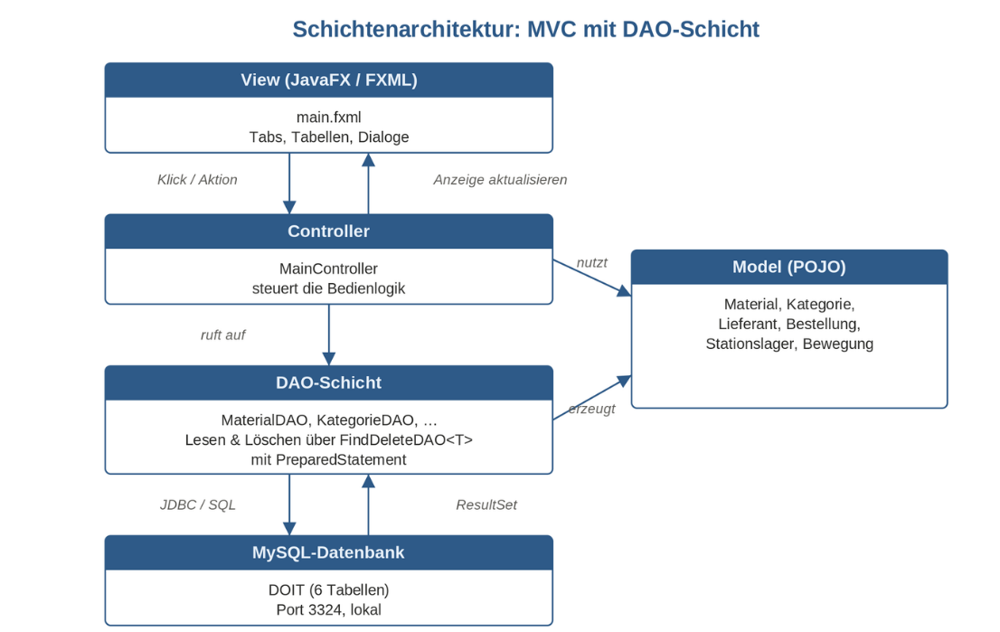 Schichtenarchitektur: MVC mit DAO-Schicht
View (JavaFX / FXML)
main.fxml
Tabs, Tabellen, Dialoge
Klick / Aktion
Anzeige aktualisieren
Controller
MainController
steuert die Bedienlogik
nutzt
Model (POJO)
Material, Kategorie,
Lieferant, Bestellung,
Stationslager, Bewegung
ruft auf
DAO-Schicht
MaterialDAO, KategorieDAO, …
Lesen & Löschen über FindDeleteDAO<T>
mit PreparedStatement
erzeugt
JDBC / SQL
ResultSet
MySQL-Datenbank
DOIT (6 Tabellen)
Port 3324, lokal